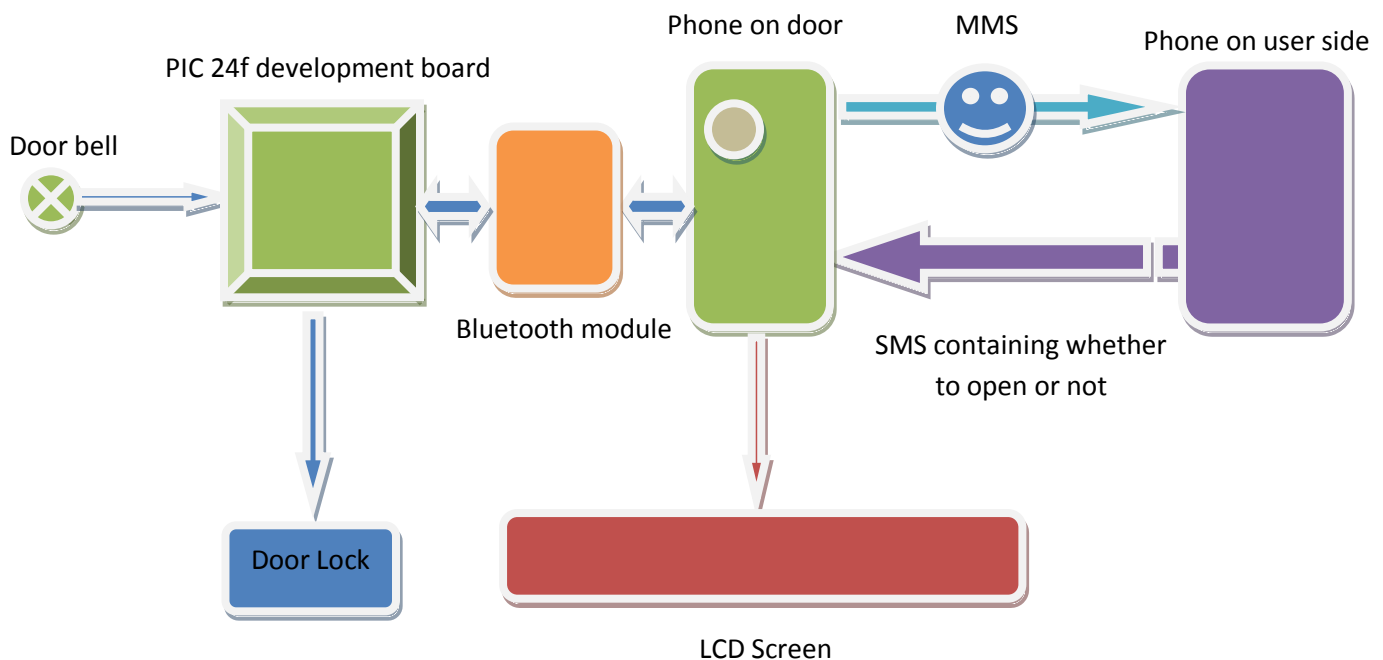 Phone on door
MMS
Phone on user side
PIC 24f development board
Door bell
Bluetooth module
SMS containing whether
to open or not
Door Lock
LCD Screen